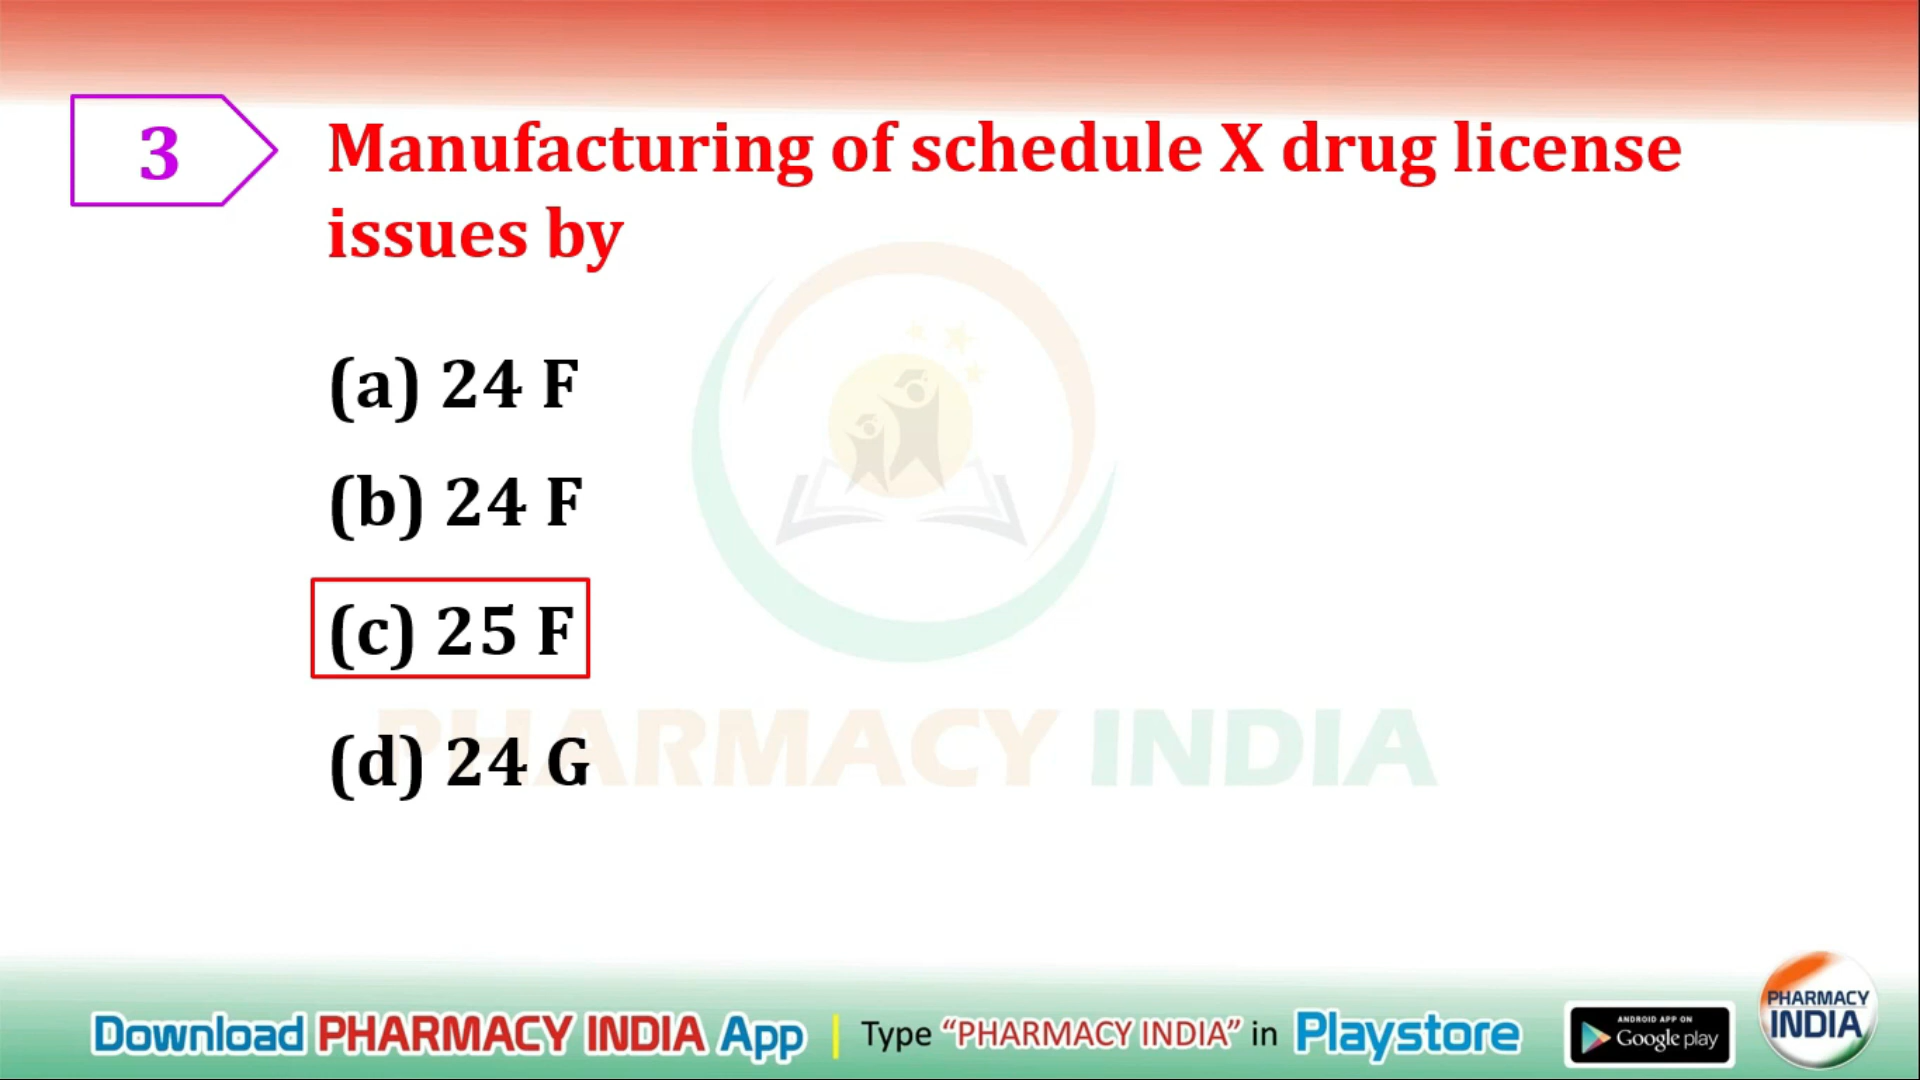 3
Manufacturing of schedule X drug license
issues by
(a) 24 F
(b) 24 F
(c) 25 F
(d) 24 G
PHARMACY INDIA
Download PHARMACY INDIA App | Type “PHARMACY INDIA” in Playstore
ANDROID APP ON
Google play
PHARMACY
INDIA